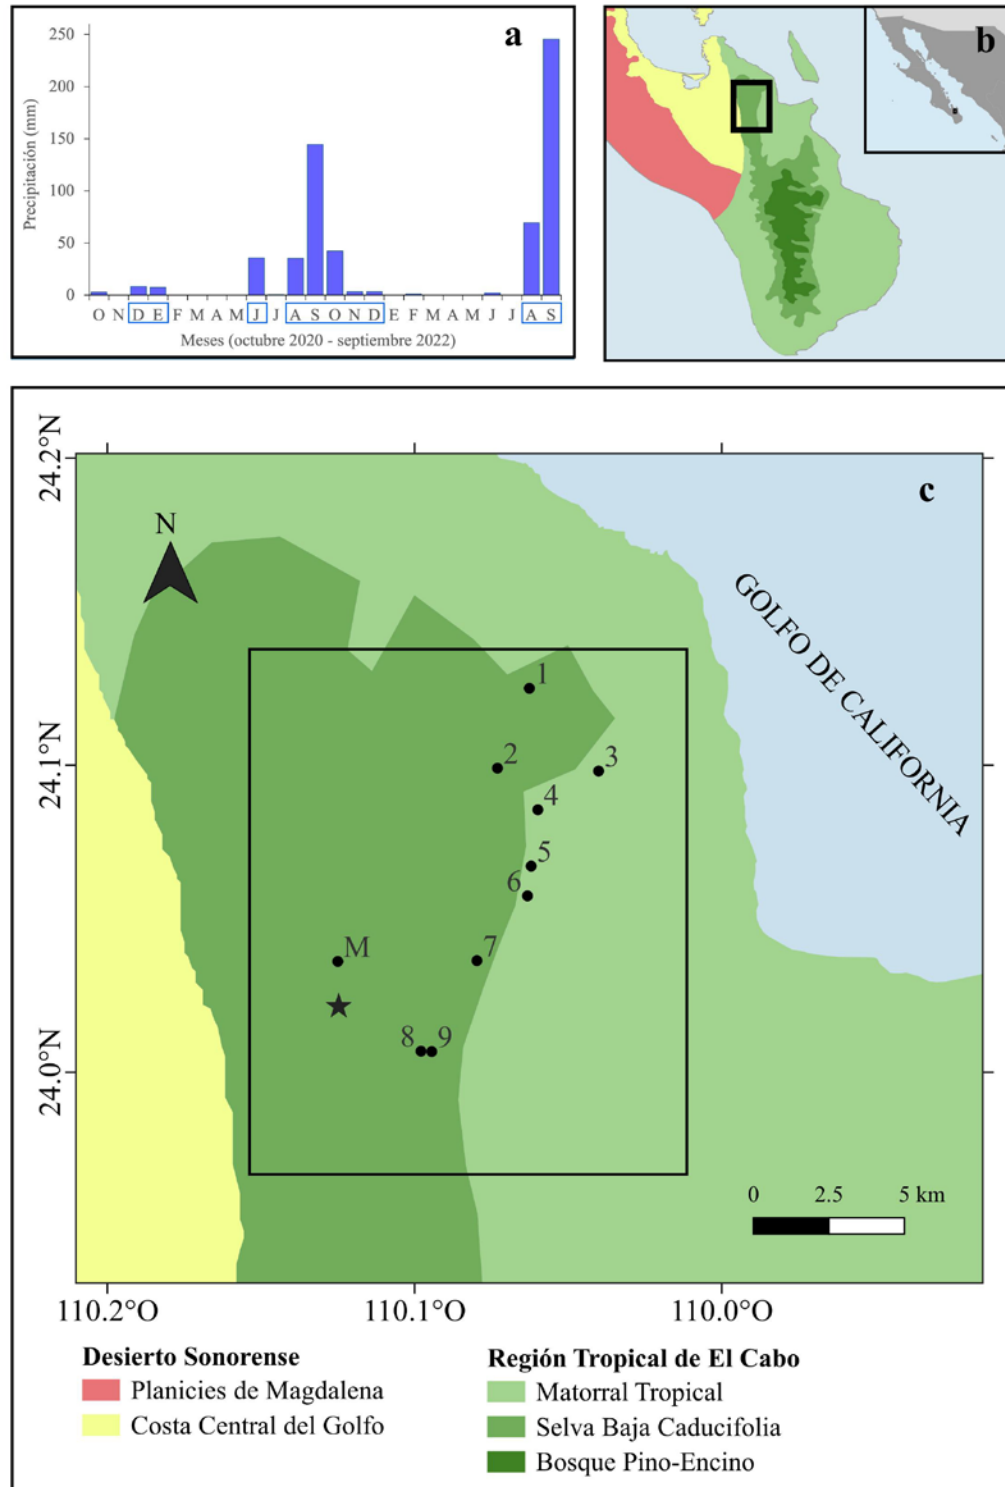 a
Precipitación (mm)
250
200
150
100
50
0
O N D E F M A M J J A S O N D E F M A M J J A S
Meses (octubre 2020 - septiembre 2022)
b
c
24.2°N
24.1°N
24.0°N
N
GOLFO DE CALIFORNIA
1
2
3
4
5
6
7
M
8 9
0 2.5 5 km
110.2°O 110.1°O 110.0°O
Desierto Sonorense
Planicies de Magdalena
Costa Central del Golfo
Región Tropical de El Cabo
Matorral Tropical
Selva Baja Caducifolia
Bosque Pino-Encino